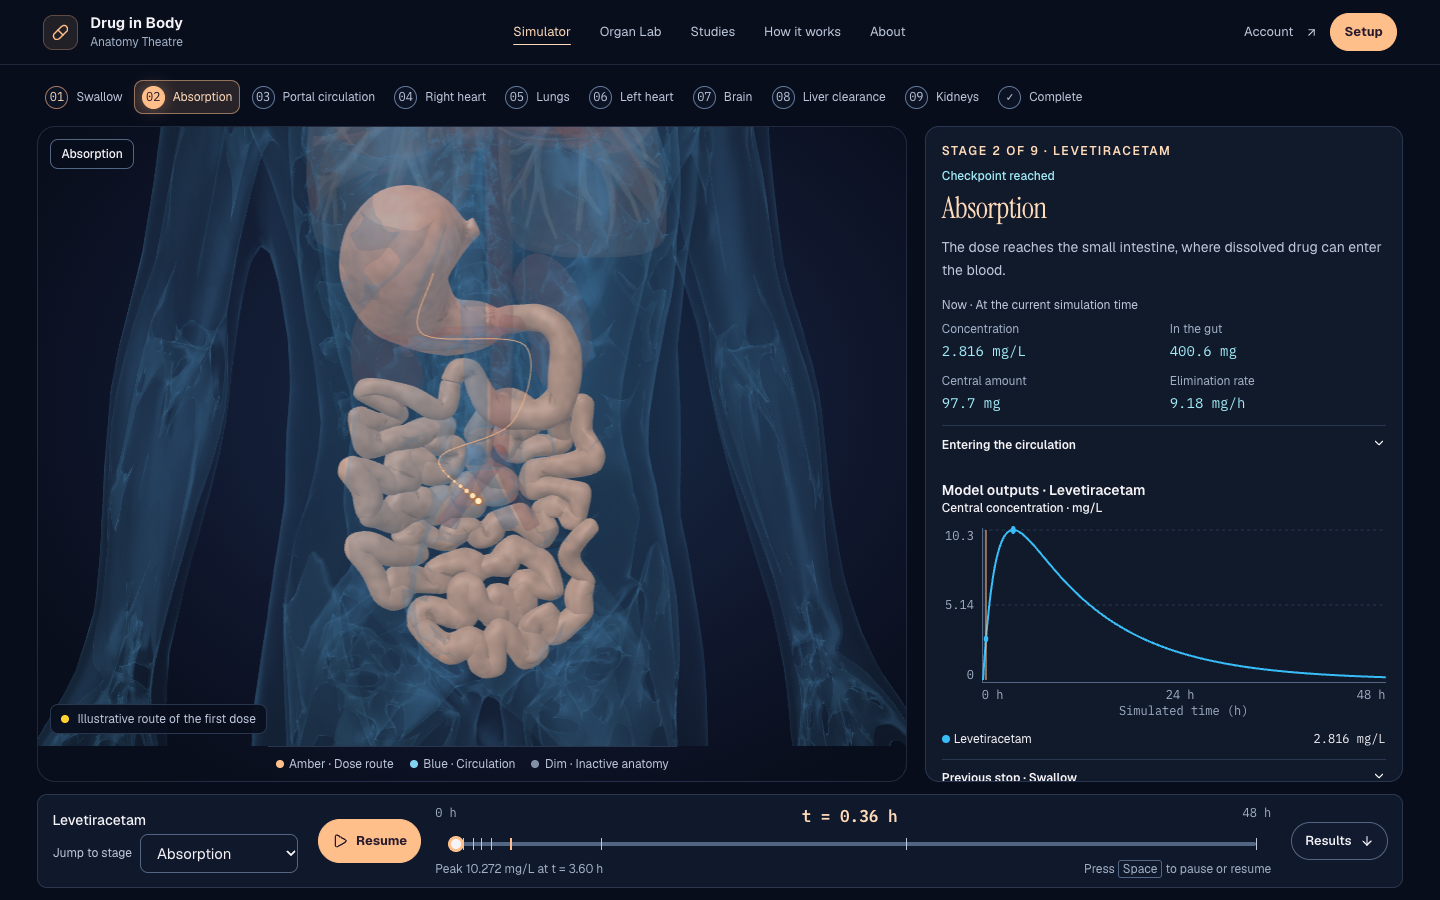 Drug in Body
Anatomy Theatre
Simulator
Organ Lab
Studies
How it works
About
Account
Setup
01 Swallow
02 Absorption
03 Portal circulation
04 Right heart
05 Lungs
06 Left heart
07 Brain
08 Liver clearance
09 Kidneys
✓ Complete
Absorption
Illustrative route of the first dose
Amber · Dose route
Blue · Circulation
Dim · Inactive anatomy
STAGE 2 OF 9 · LEVETIRACETAM
Checkpoint reached
Absorption
The dose reaches the small intestine, where dissolved drug can enter
the blood.
Now · At the current simulation time
Concentration
2.816 mg/L
In the gut
400.6 mg
Central amount
97.7 mg
Elimination rate
9.18 mg/h
Entering the circulation
Model outputs · Levetiracetam
Central concentration · mg/L
10.3
5.14
0
0 h
24 h
48 h
Simulated time (h)
Levetiracetam
2.816 mg/L
Previous stop · Swallow
Levetiracetam
Jump to stage
Absorption
Resume
0 h
t = 0.36 h
48 h
Peak 10.272 mg/L at t = 3.60 h
Press Space to pause or resume
Results ↓